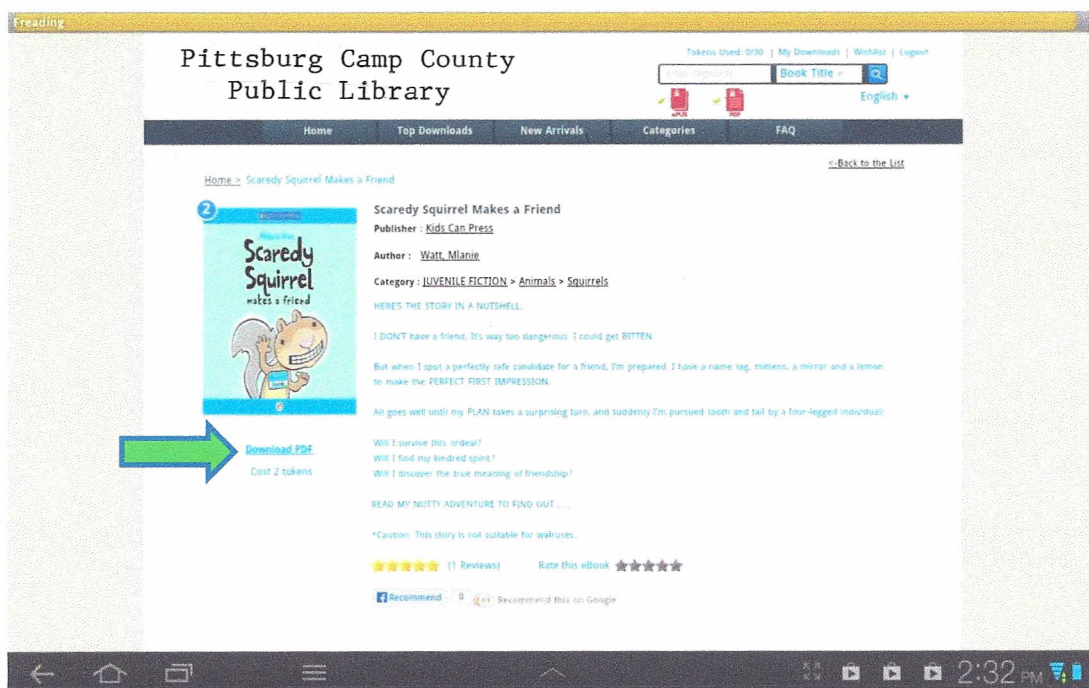 Freading
Pittsburg Camp County
Public Library
Tokens Used: 0/30 | My Downloads | Wishlist | Logout
Book Title
English
ePUB
PDF
Home
Top Downloads
New Arrivals
Categories
FAQ
<-Back to the List
Home > Scaredy Squirrel Makes a Friend
2
Scaredy
Squirrel
makes a friend
Scaredy Squirrel Makes a Friend
Publisher : Kids Can Press
Author : Watt, Mlanie
Category : JUVENILE FICTION > Animals > Squirrels
HERE'S THE STORY IN A NUTSHELL:
I DON'T have a friend. It's way too dangerous. I could get BITTEN.
But when I spot a perfectly safe candidate for a friend, I'm prepared. I have a name tag, mittens, a mirror and a lemon
to make the PERFECT FIRST IMPRESSION.
All goes well until my PLAN takes a surprising turn, and suddenly I'm pursued tooth and tail by a four-legged individual!
Download PDF
Cost 2 tokens
Will I survive this ordeal?
Will I find my kindred spirit?
Will I discover the true meaning of friendship?
READ MY NUTTY ADVENTURE TO FIND OUT . . .
*Caution: This story is not suitable for walruses.
(1 Reviews)
Rate this eBook
Recommend
0
+1
Recommend this on Google
2:32 PM